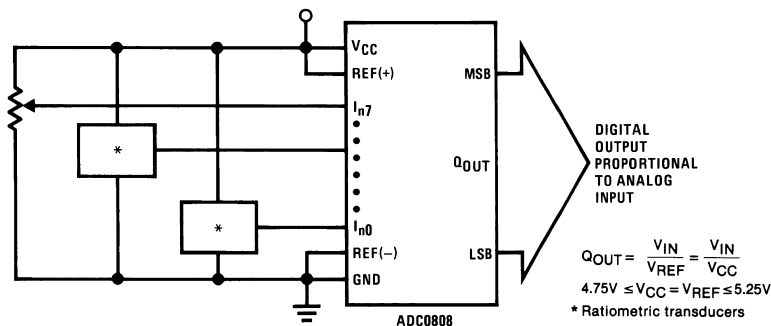 VCC
REF(+)
MSB
In7
*
*
QOUT
DIGITAL
OUTPUT
PROPORTIONAL
TO ANALOG
INPUT
In0
REF(−)
LSB
GND
ADC0808
QOUT = VIN/VREF = VIN/VCC
4.75V ≤ VCC = VREF ≤ 5.25V
* Ratiometric transducers